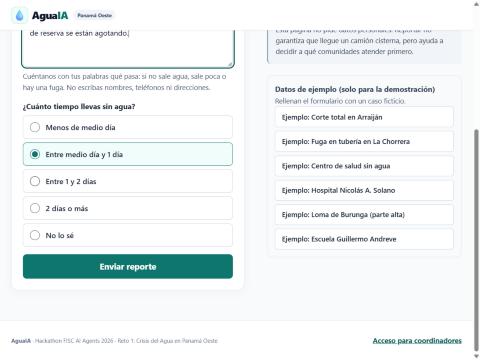 AguaIA Panamá Oeste
de reserva se están agotando.
Cuéntanos con tus palabras qué pasa: si no sale agua, sale poca o
hay una fuga. No escribas nombres, teléfonos ni direcciones.
¿Cuánto tiempo llevas sin agua?
Menos de medio día
Entre medio día y 1 día
Entre 1 y 2 días
2 días o más
No lo sé
Enviar reporte
garantiza que llegue un camión cisterna, pero ayuda a
decidir a qué comunidades atender primero.
Datos de ejemplo (solo para la demostración)
Rellenan el formulario con un caso ficticio.
Ejemplo: Corte total en Arraiján
Ejemplo: Fuga en tubería en La Chorrera
Ejemplo: Centro de salud sin agua
Ejemplo: Hospital Nicolás A. Solano
Ejemplo: Loma de Burunga (parte alta)
Ejemplo: Escuela Guillermo Andreve
AguaIA · Hackathon FISC AI Agents 2026 · Reto 1: Crisis del Agua en Panamá Oeste
Acceso para coordinadores